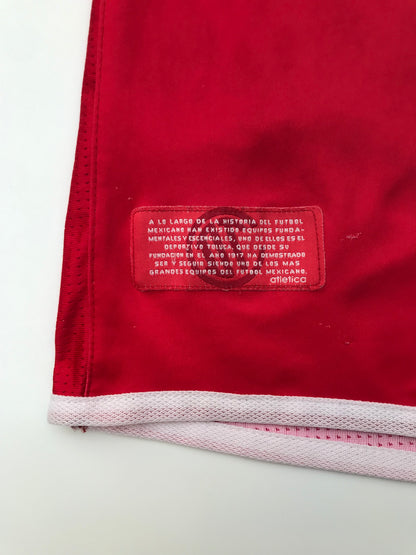 A LO LARGO DE LA HISTORIA DEL FUTBOL
MEXICANO HAN EXISTIDO EQUIPOS FUNDA-
MENTALES Y ESCENCIALES, UNO DE ELLOS ES EL
DEPORTIVO TOLUCA, QUE DESDE SU
FUNDACION EN EL AÑO 1917 HA DEMOSTRADO
SER Y SEGUIR SIENDO UNO DE LOS MAS
GRANDES EQUIPOS DEL FUTBOL MEXICANO.
atletica